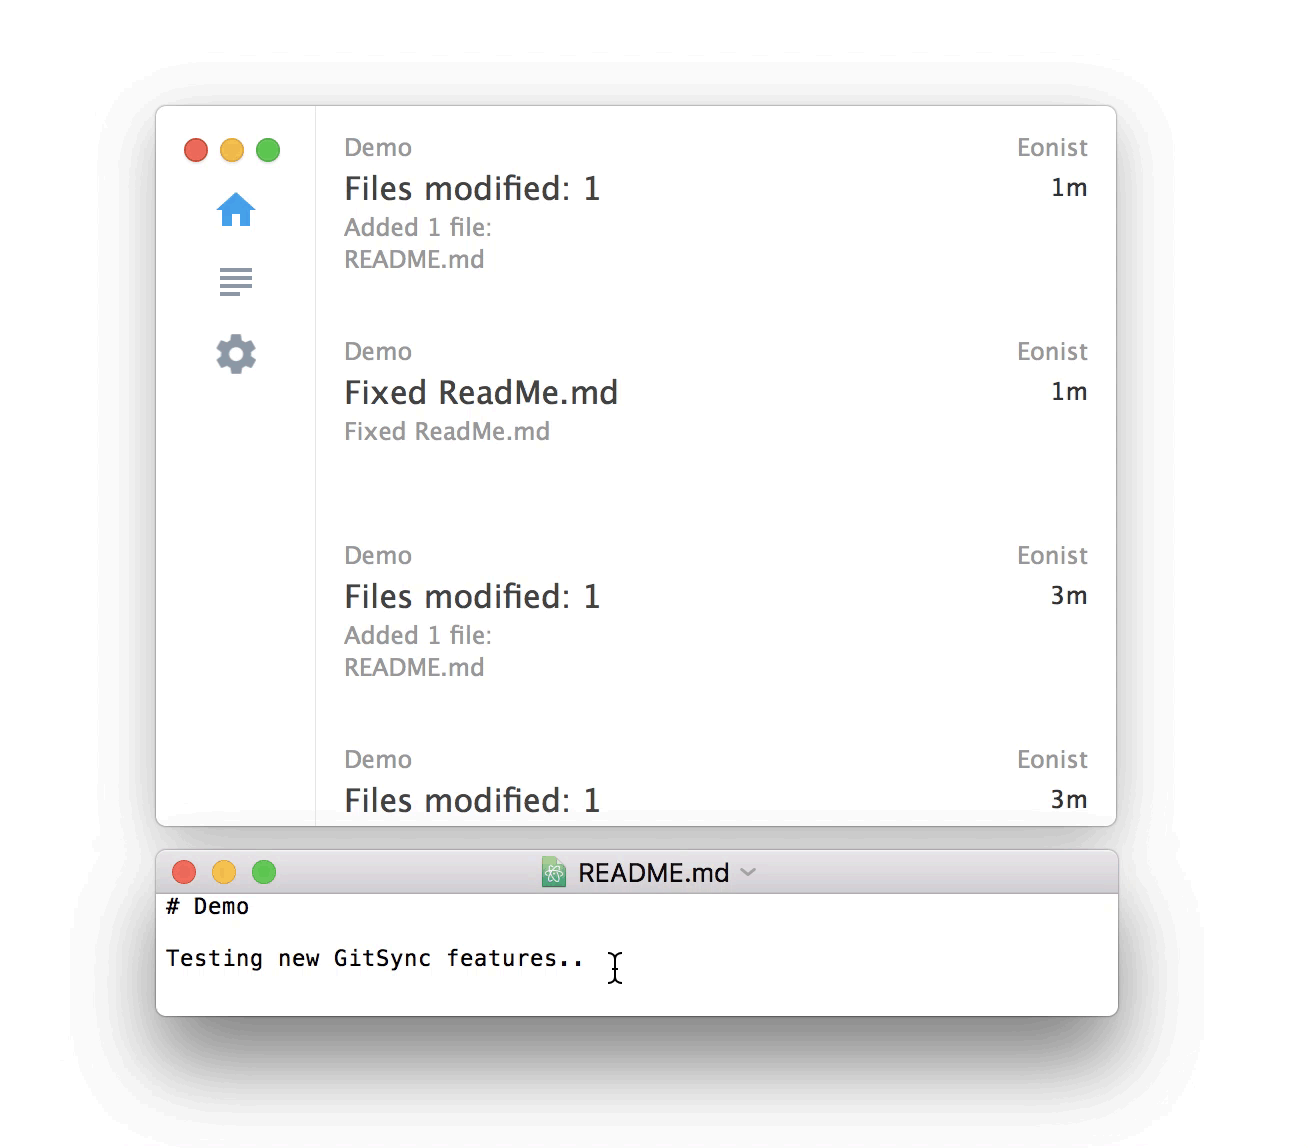 Demo Eonist
Files modified: 1 1m
Added 1 file:
README.md
Demo Eonist
Fixed ReadMe.md 1m
Fixed ReadMe.md
Demo Eonist
Files modified: 1 3m
Added 1 file:
README.md
Demo Eonist
Files modified: 1 3m
README.md
# Demo
Testing new GitSync features..